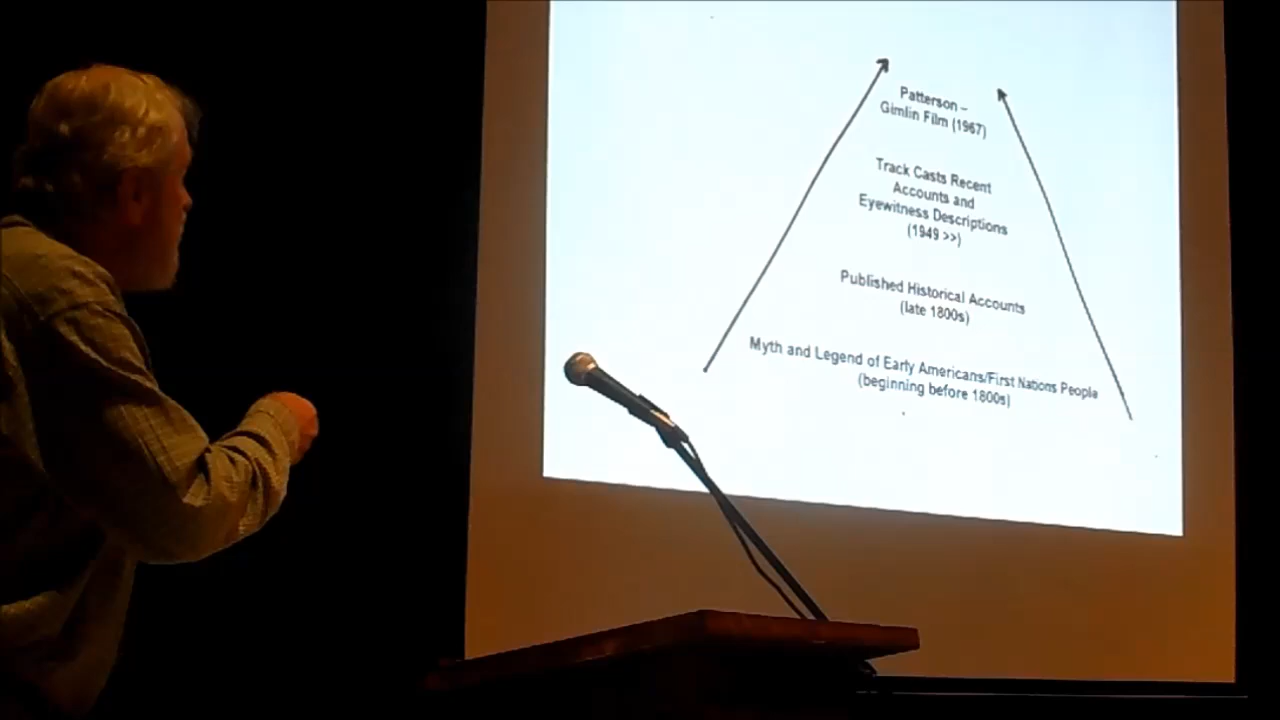 Patterson –
Gimlin Film (1967)
Track Casts Recent
Accounts and
Eyewitness Descriptions
(1949 >>)
Published Historical Accounts
(late 1800s)
Myth and Legend of Early Americans/First Nations People
(beginning before 1800s)